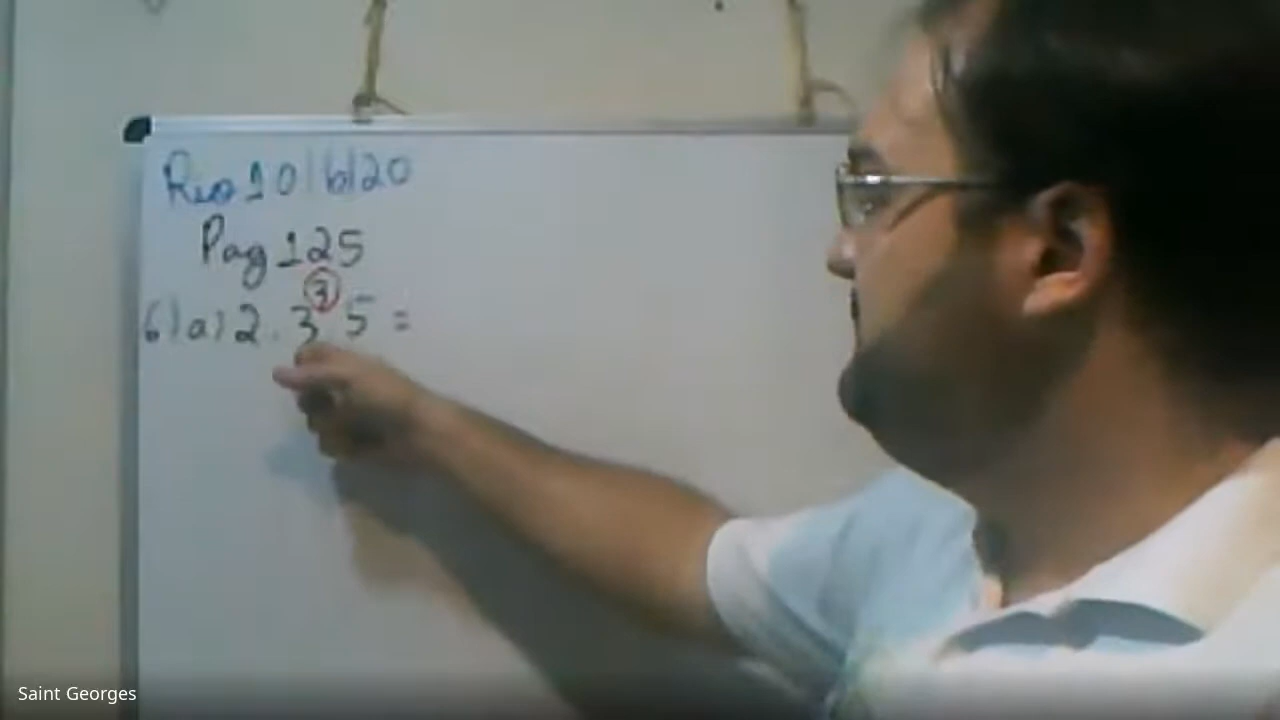 Rio 10/6/20
Pag 125
6) a) 2 . 3 5 =
Saint Georges